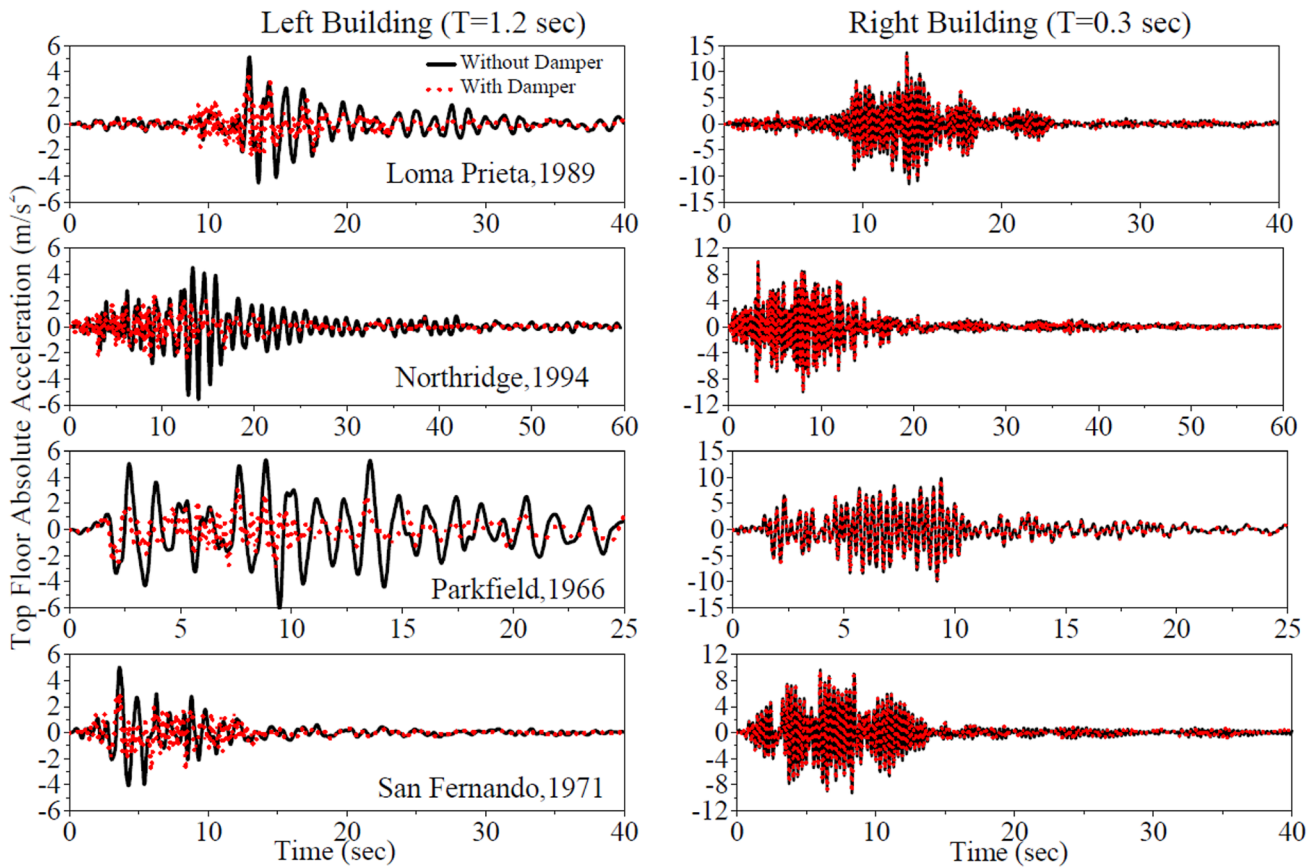 Left Building (T=1.2 sec)
Right Building (T=0.3 sec)
Top Floor Absolute Acceleration (m/s²)
6
4
2
0
-2
-4
-6
Without Damper
With Damper
Loma Prieta,1989
0 10 20 30 40
15
10
5
0
-5
-10
-15
0 10 20 30 40
6
4
2
0
-2
-4
-6
Northridge,1994
0 10 20 30 40 50 60
12
8
4
0
-4
-8
-12
0 10 20 30 40 50 60
6
4
2
0
-2
-4
-6
Parkfield,1966
0 5 10 15 20 25
15
10
5
0
-5
-10
-15
0 5 10 15 20 25
6
4
2
0
-2
-4
-6
San Fernando,1971
0 10 20 30 40
Time (sec)
12
8
4
0
-4
-8
-12
0 10 20 30 40
Time (sec)